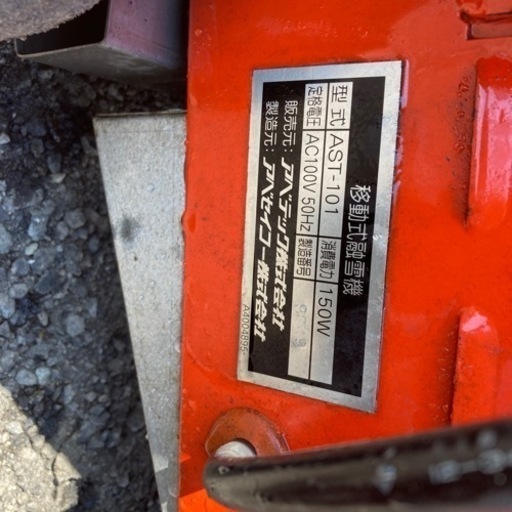 移動式融雪機
型式 AST-101 消費電力 150W
定格電圧 AC100V 50Hz 製造番号
販売元: アベテック株式会社
製造元: アベセイコー株式会社
A4004895